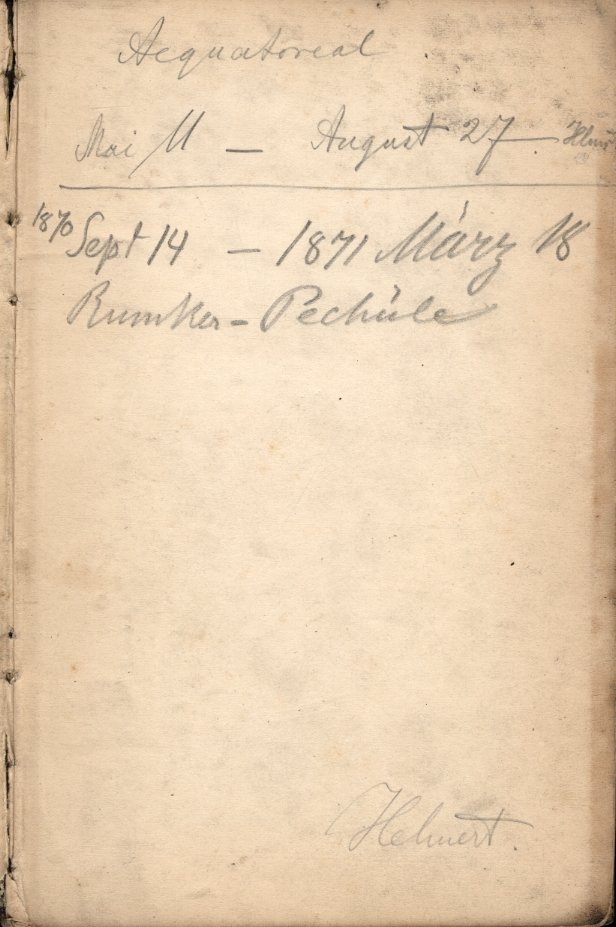 Aequatoreal
Mai 11 – August 27
1870 Sept 14 – 1871 März 18
Rumker – Pechüle
Helmert.